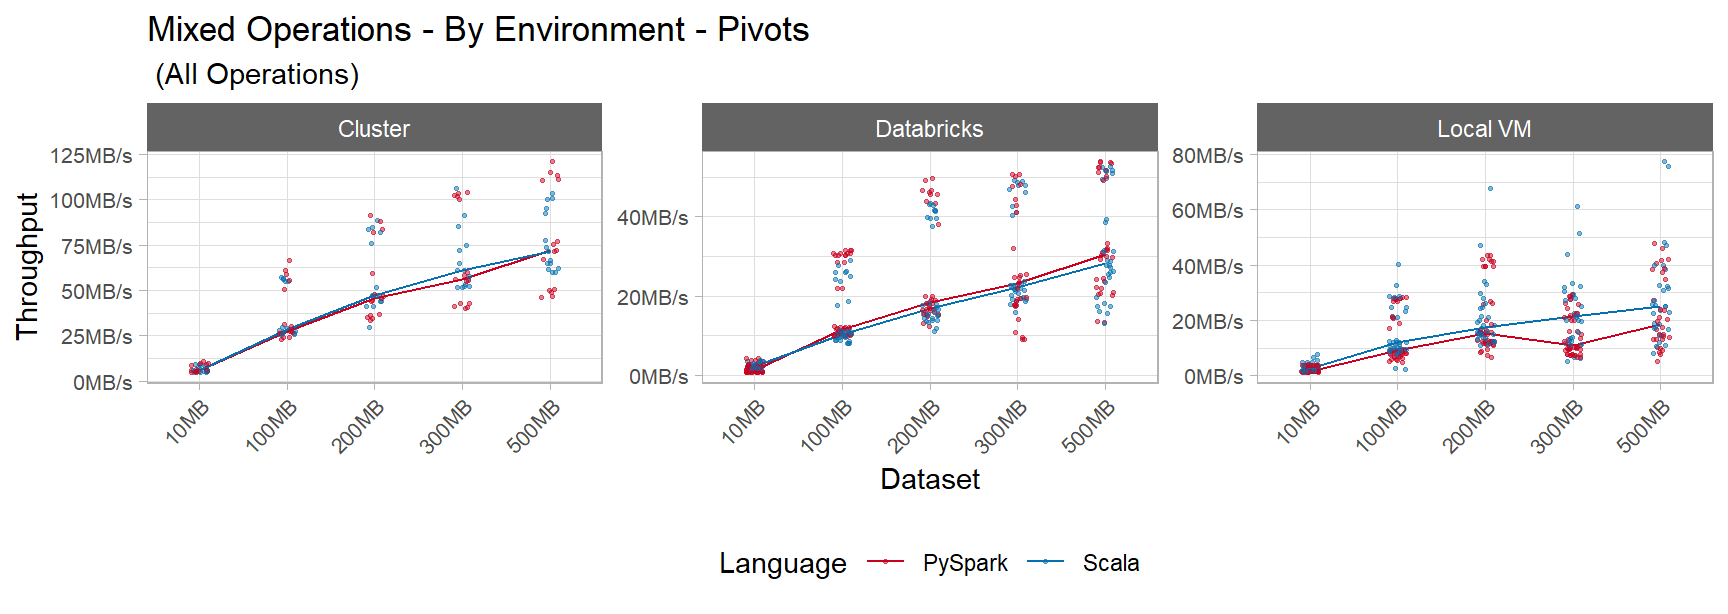 Mixed Operations - By Environment - Pivots
(All Operations)
Cluster
Databricks
Local VM
Throughput
125MB/s
100MB/s
75MB/s
50MB/s
25MB/s
0MB/s
40MB/s
20MB/s
0MB/s
80MB/s
60MB/s
40MB/s
20MB/s
0MB/s
10MB
100MB
200MB
300MB
500MB
10MB
100MB
200MB
300MB
500MB
10MB
100MB
200MB
300MB
500MB
Dataset
Language PySpark Scala